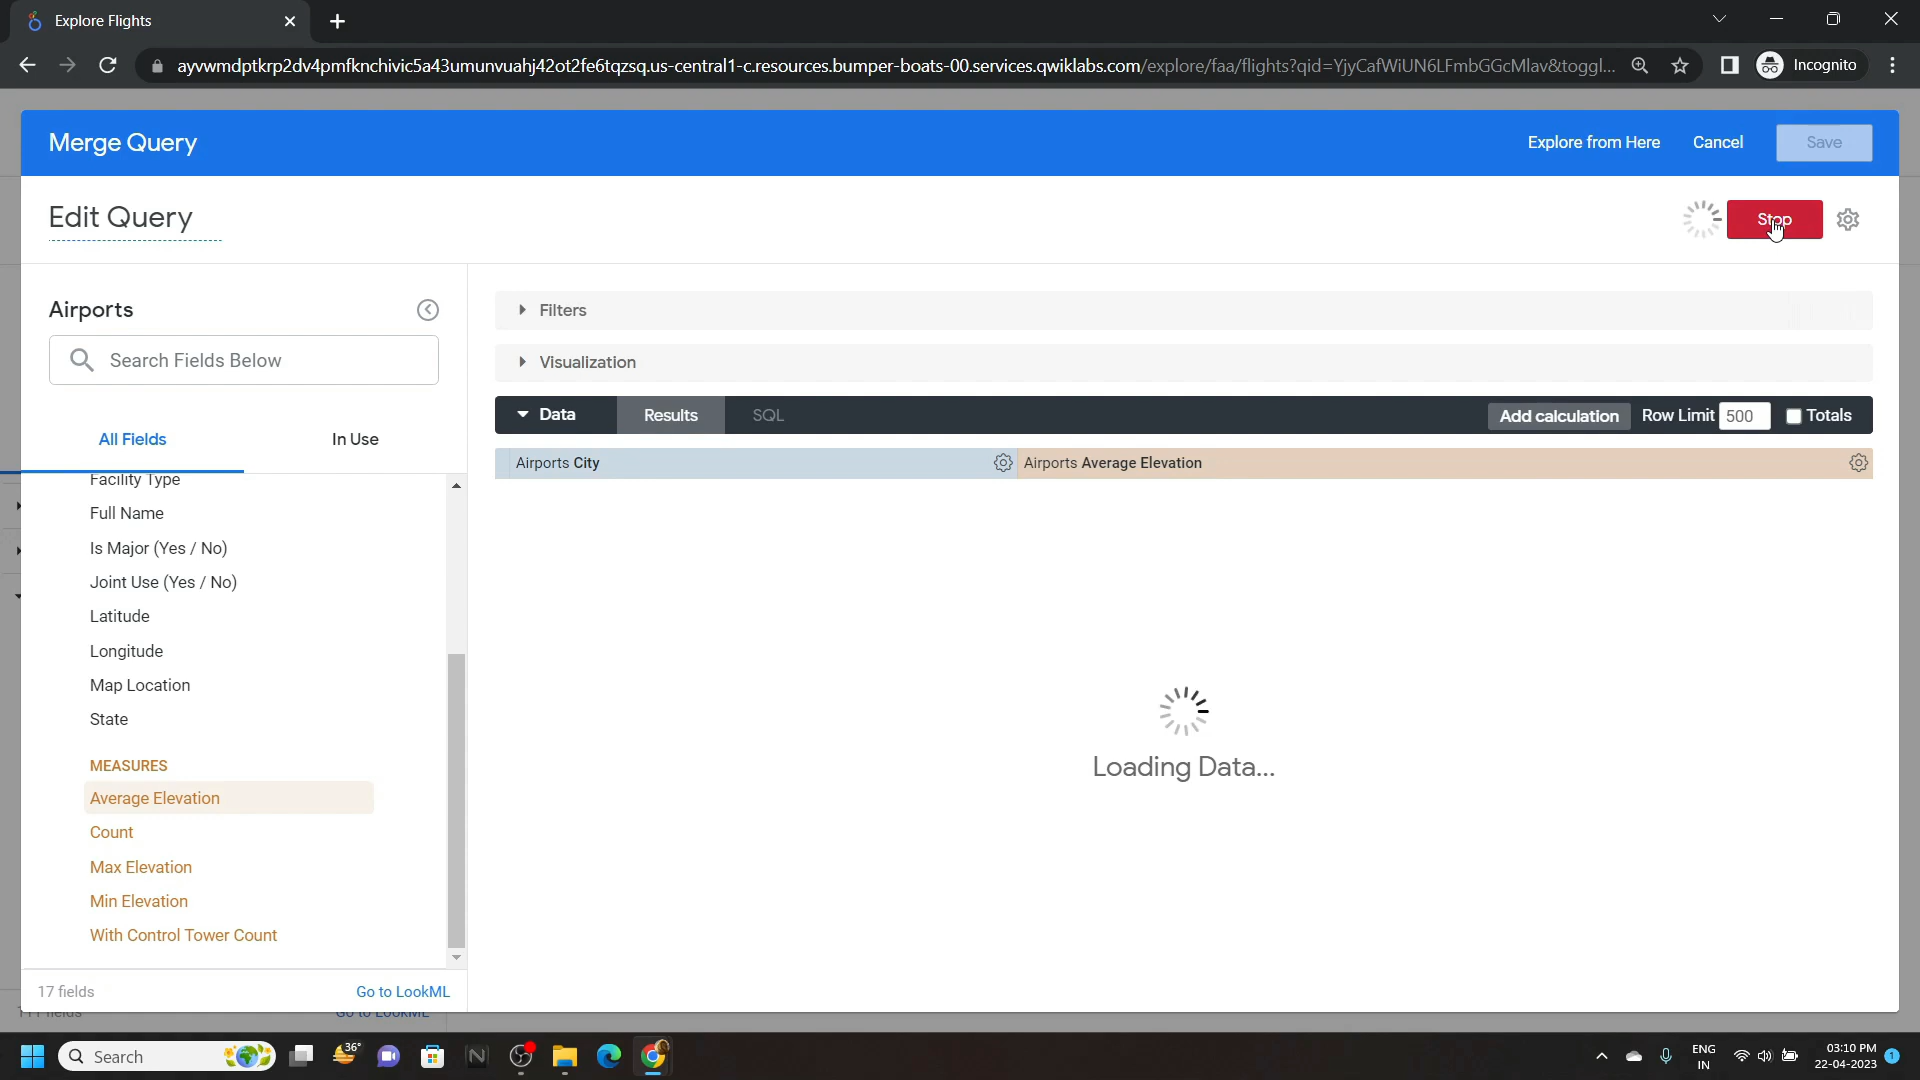 Explore Flights
ayvwmdptkrp2dv4pmfknchivic5a43umunvuahj42ot2fe6tqzsq.us-central1-c.resources.bumper-boats-00.services.qwiklabs.com/explore/faa/flights?qid=YjyCafWiUN6LFmbGGcMlav&toggl...
Incognito
Merge Query
Explore from Here
Cancel
Save
Edit Query
Stop
Airports
Search Fields Below
All Fields
In Use
Facility Type
Full Name
Is Major (Yes / No)
Joint Use (Yes / No)
Latitude
Longitude
Map Location
State
MEASURES
Average Elevation
Count
Max Elevation
Min Elevation
With Control Tower Count
17 fields
Go to LookML
Filters
Visualization
Data
Results
SQL
Add calculation
Row Limit 500
Totals
Airports City
Airports Average Elevation
Loading Data...
Go to LookML
Search
36°
ENG
IN
03:10 PM
22-04-2023
1